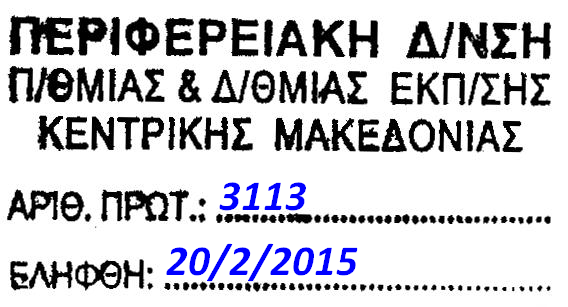 ΠΕΡΙΦΕΡΕΙΑΚΗ Δ/ΝΣΗ
Π/ΘΜΙΑΣ & Δ/ΘΜΙΑΣ ΕΚΠ/ΣΗΣ
ΚΕΝΤΡΙΚΗΣ ΜΑΚΕΔΟΝΙΑΣ
ΑΡΙΘ. ΠΡΩΤ.: 3113
ΕΛΗΦΘΗ: 20/2/2015